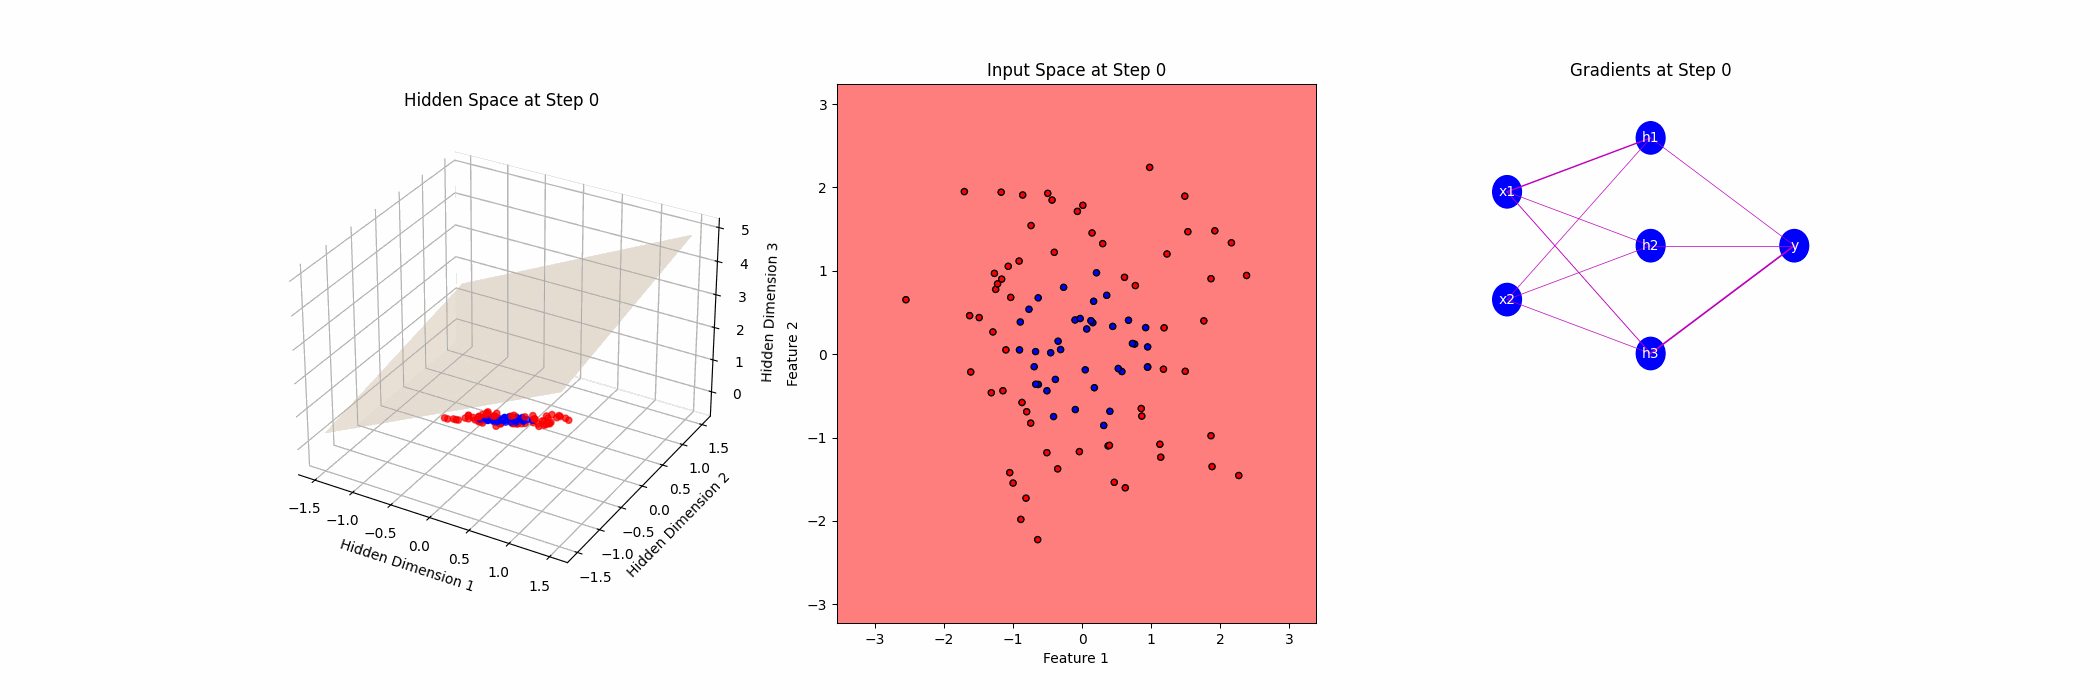 Hidden Space at Step 0
5
4
3
2
1
0
Hidden Dimension 3
−1.5
−1.0
−0.5
0.0
0.5
1.0
1.5
Hidden Dimension 1
1.5
1.0
0.5
0.0
−0.5
−1.0
−1.5
Hidden Dimension 2
Input Space at Step 0
3
2
1
0
−1
−2
−3
Feature 2
−3 −2 −1 0 1 2 3
Feature 1
Gradients at Step 0
h1
x1
h2
y
x2
h3